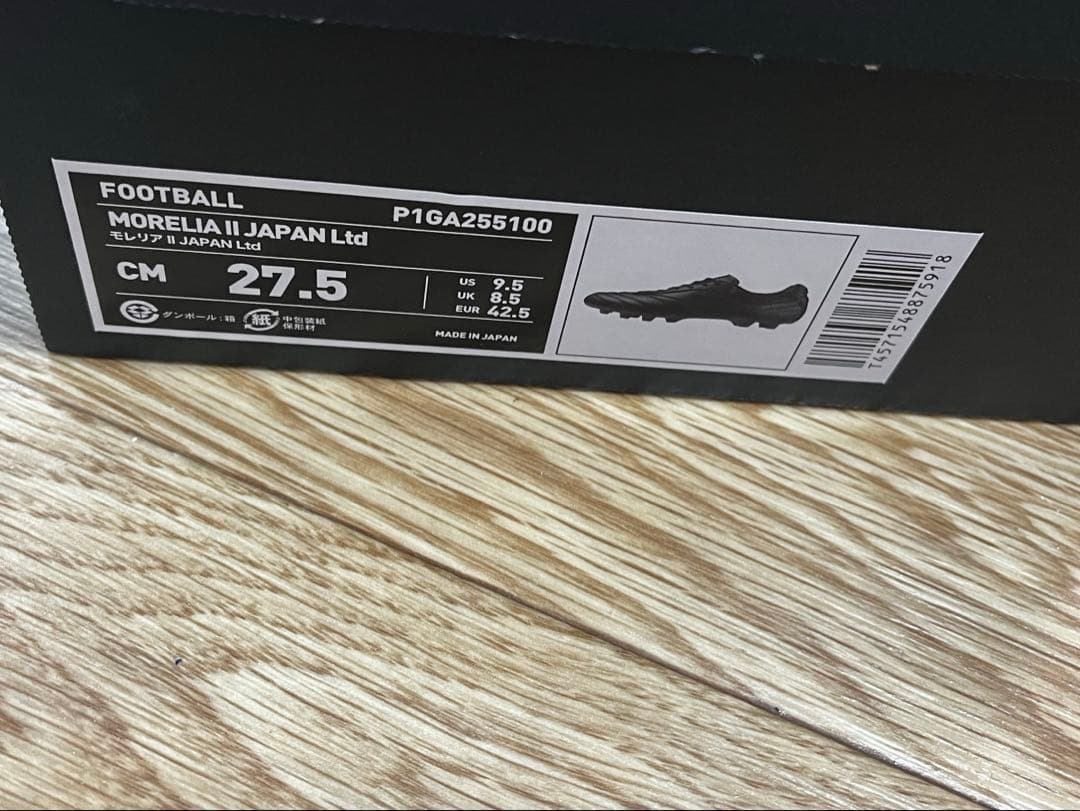 FOOTBALL
P1GA255100
MORELIA II JAPAN Ltd
モレリア II JAPAN Ltd
CM 27.5
US 9.5
UK 8.5
EUR 42.5
ダンボール：箱
紙 中包装紙
保形材
MADE IN JAPAN
T4571548875918